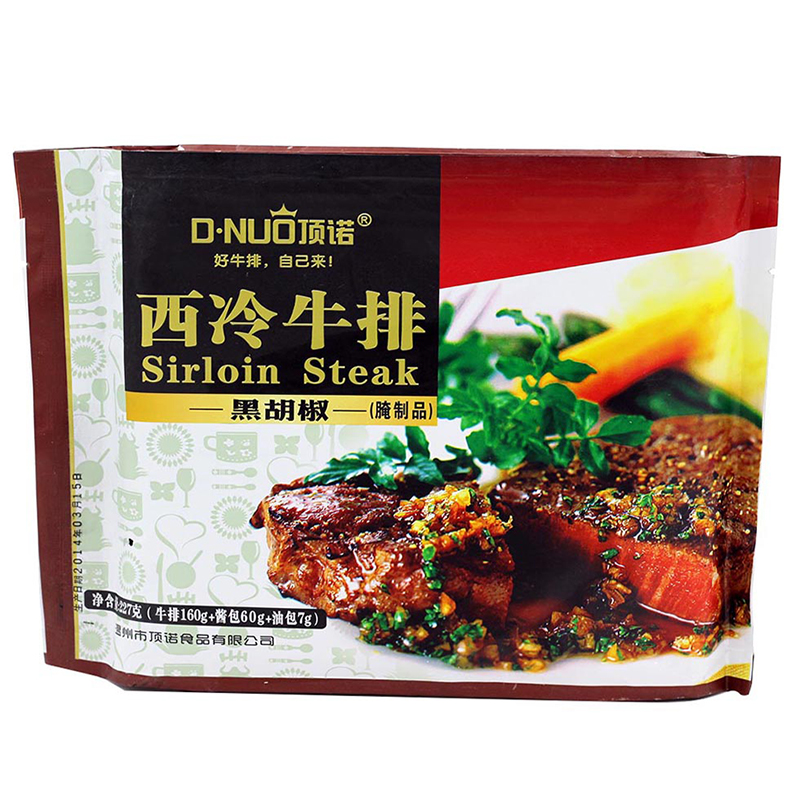 D·NUO顶诺®
好牛排，自己来！
西冷牛排
Sirloin Steak
黑胡椒
(腌制品)
生产日期2014年03月15日
净含量227克（牛排160g+酱包60g+油包7g）
温州市顶诺食品有限公司